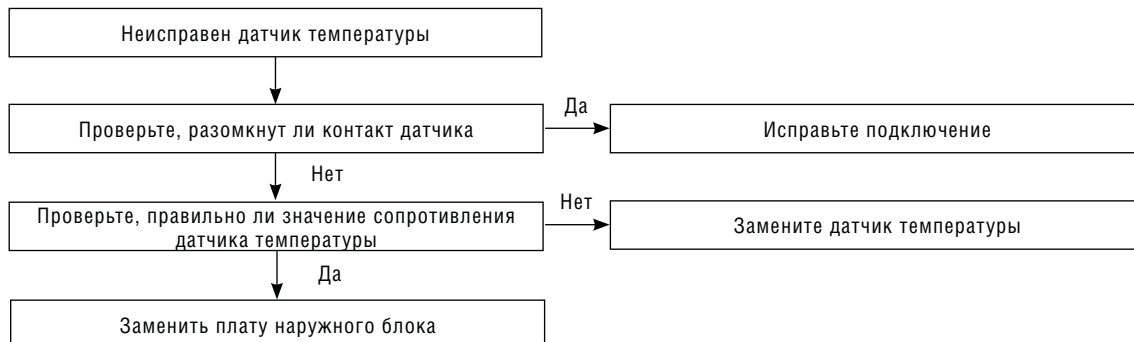 Неисправен датчик температуры
Да
Проверьте, разомкнут ли контакт датчика
Исправьте подключение
Нет
Нет
Проверьте, правильно ли значение сопротивления
датчика температуры
Замените датчик температуры
Да
Заменить плату наружного блока